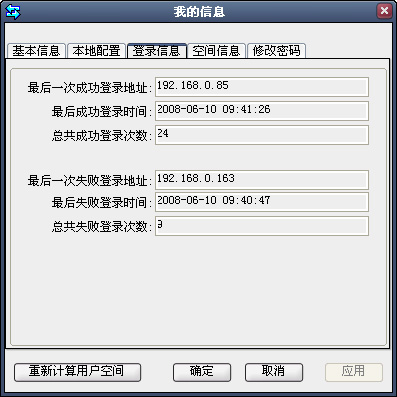 我的信息
基本信息 本地配置 登录信息 空间信息 修改密码
最后一次成功登录地址: 192.168.0.85
最后成功登录时间: 2008-06-10 09:41:26
总共成功登录次数: 24
最后一次失败登录地址: 192.168.0.163
最后失败登录时间: 2008-06-10 09:40:47
总共失败登录次数: 9
重新计算用户空间 确定 取消 应用